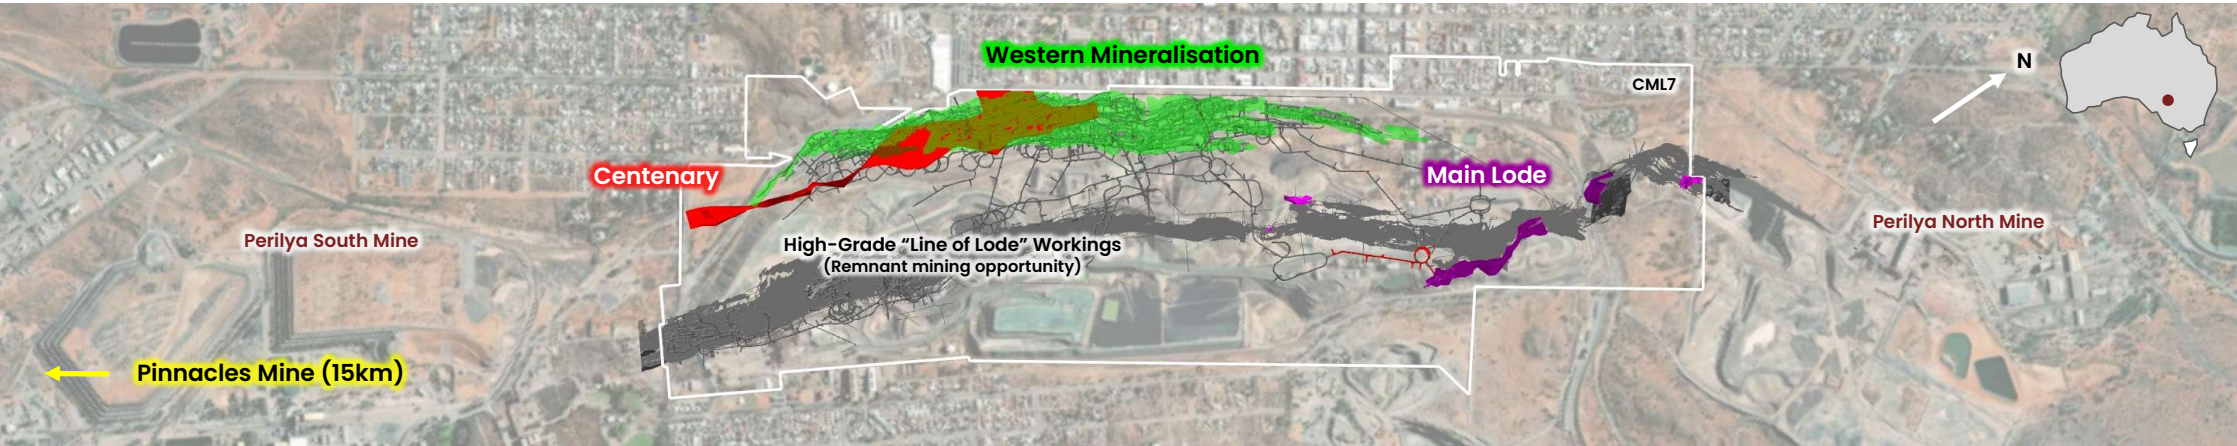 Western Mineralisation
N
CML7
Centenary
Main Lode
Perilya South Mine
High-Grade “Line of Lode” Workings
(Remnant mining opportunity)
Perilya North Mine
Pinnacles Mine (15km)